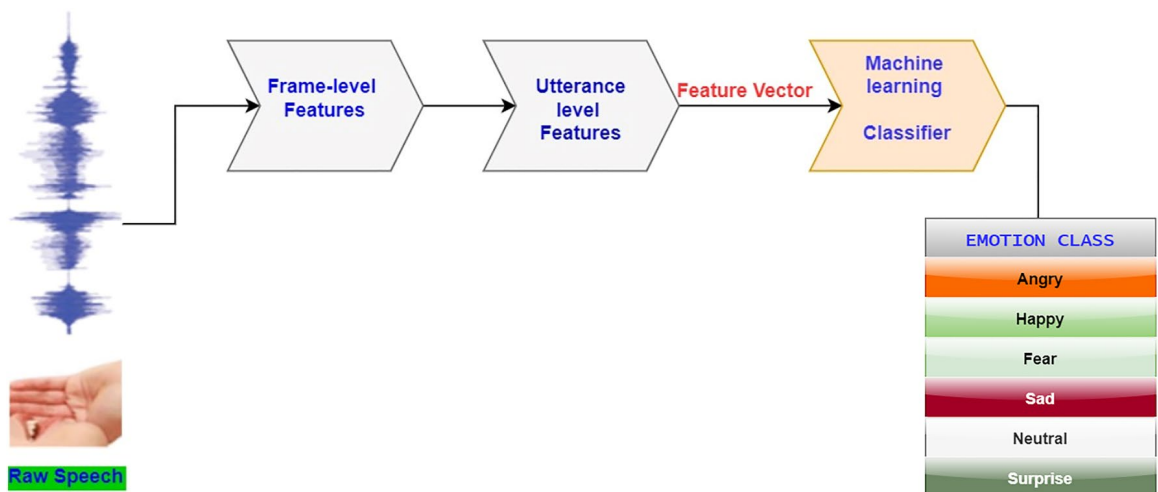 Frame-level
Features
Utterance
level
Features
Feature Vector
Machine
learning
Classifier
EMOTION CLASS
Angry
Happy
Fear
Sad
Neutral
Surprise
Raw Speech